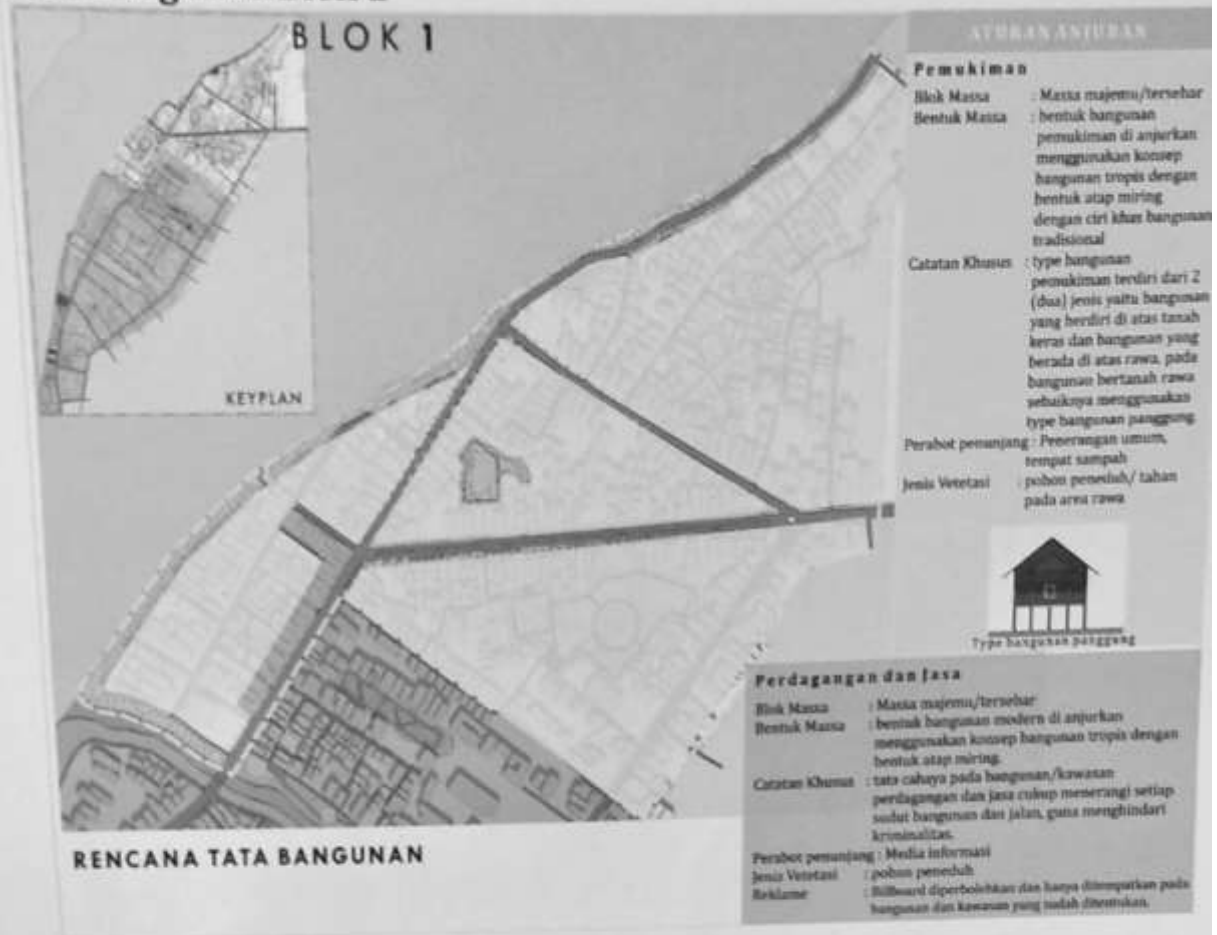 BLOK 1
KEYPLAN
ATURAN ANJURAN
Pemukiman
Blok Massa : Massa majemu/tersebar
Bentuk Massa : bentuk bangunan
pemukiman di anjurkan
menggunakan konsep
bangunan tropis dengan
bentuk atap miring
dengan ciri khas bangunan
tradisional
Catatan Khusus : type bangunan
pemukiman terdiri dari 2
(dua) jenis yaitu bangunan
yang berdiri di atas tanah
keras dan bangunan yang
berada di atas rawa, pada
bangunan bertanah rawa
sebaiknya menggunakan
type bangunan panggung
Perabot penunjang : Penerangan umum,
tempat sampah
Jenis Vetetasi : pohon peneduh/ tahan
pada area rawa
Type bangunan panggung
Perdagangan dan Jasa
Blok Massa : Massa majemu/tersebar
Bentuk Massa : bentuk bangunan modern di anjurkan
menggunakan konsep bangunan tropis dengan
bentuk atap miring.
Catatan Khusus : tata cahaya pada bangunan/kawasan
perdagangan dan jasa cukup menerangi setiap
sudut bangunan dan jalan, guna menghindari
kriminalitas.
Perabot penunjang : Media informasi
Jenis Vetetasi : pohon peneduh
Reklame : Billboard diperbolehkan dan hanya ditempatkan pada
bangunan dan kawasan yang sudah ditentukan.
RENCANA TATA BANGUNAN